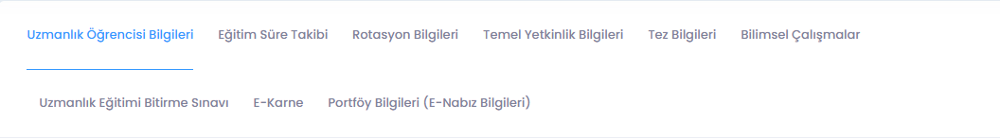 Uzmanlık Öğrencisi Bilgileri Eğitim Süre Takibi Rotasyon Bilgileri Temel Yetkinlik Bilgileri Tez Bilgileri Bilimsel Çalışmalar
Uzmanlık Eğitimi Bitirme Sınavı E-Karne Portföy Bilgileri (E-Nabız Bilgileri)